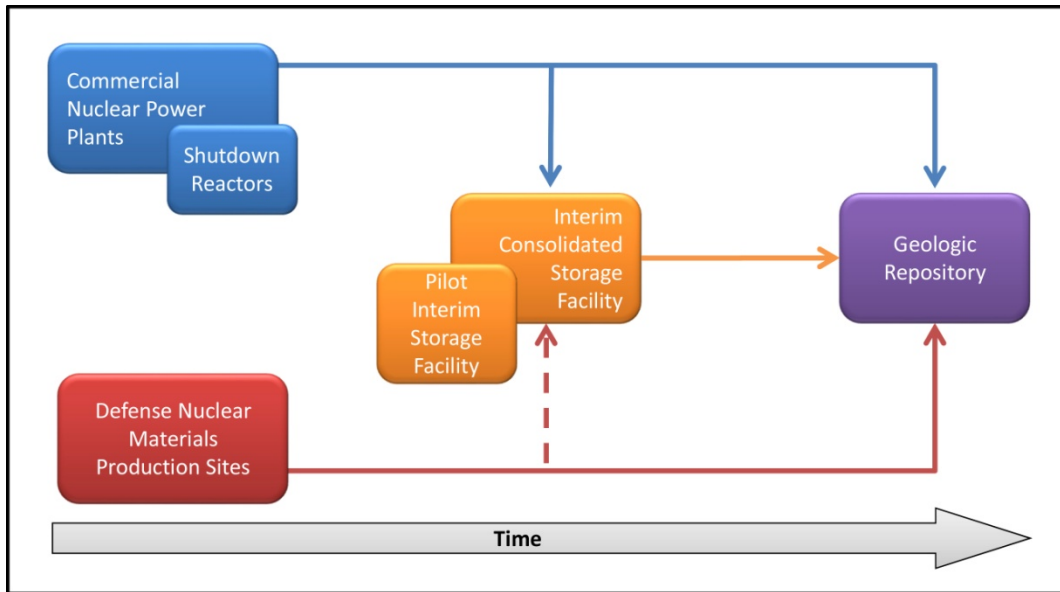 Commercial
Nuclear Power
Plants
Shutdown
Reactors
Interim
Consolidated
Storage
Facility
Pilot
Interim
Storage
Facility
Geologic
Repository
Defense Nuclear
Materials
Production Sites
Time